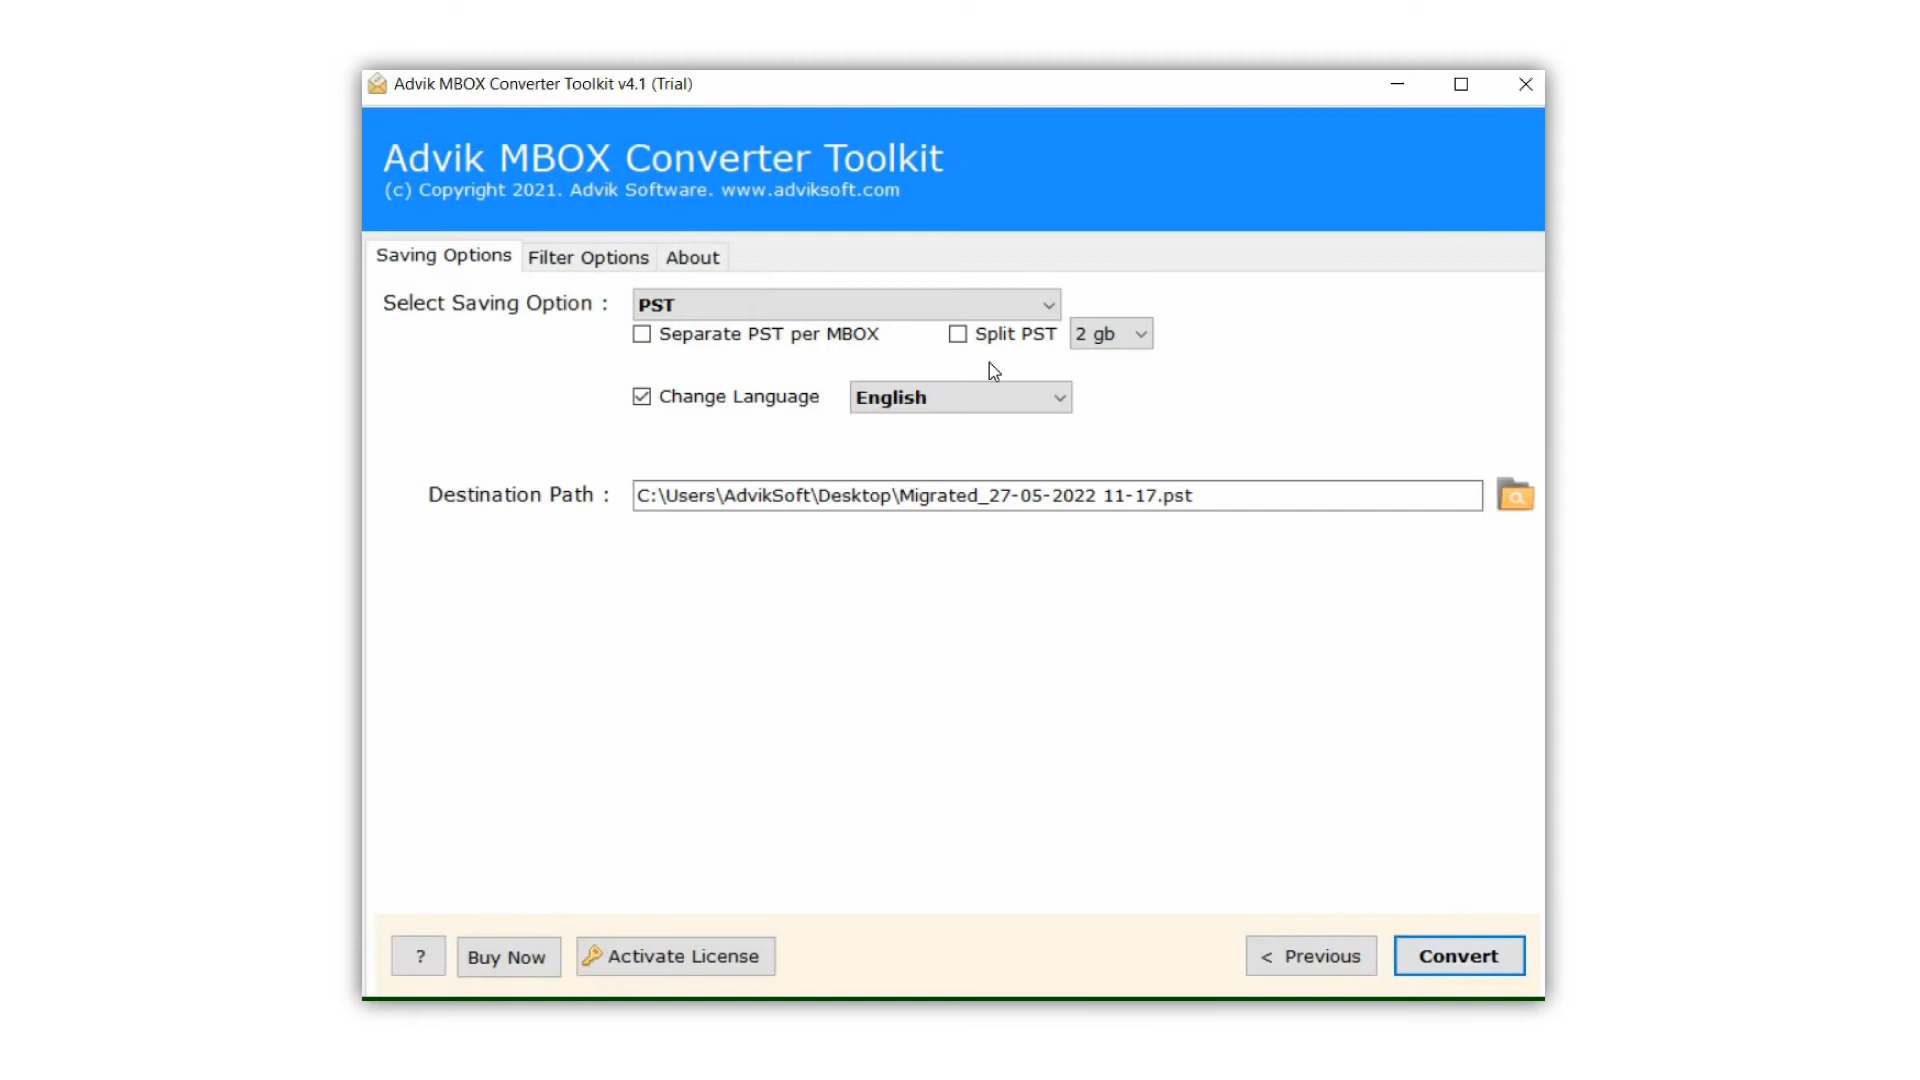 Advik MBOX Converter Toolkit v4.1 (Trial)
Advik MBOX Converter Toolkit
(c) Copyright 2021. Advik Software. www.adviksoft.com
Saving Options Filter Options About
Select Saving Option : PST
Separate PST per MBOX Split PST 2 gb
Change Language English
Destination Path : C:\Users\AdvikSoft\Desktop\Migrated_27-05-2022 11-17.pst
? Buy Now Activate License < Previous Convert